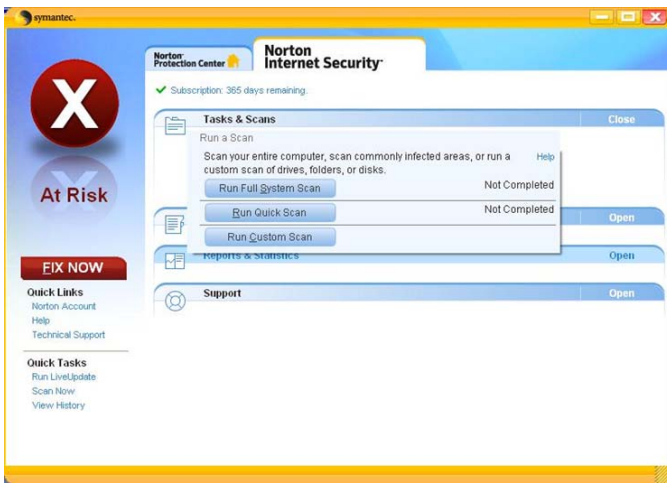 symantec.
Norton
Protection Center
Norton
Internet Security
Subscription: 365 days remaining.
Tasks & Scans
Close
Run a Scan
Scan your entire computer, scan commonly infected areas, or run a
custom scan of drives, folders, or disks.
Help
Run Full System Scan
Not Completed
Run Quick Scan
Not Completed
Run Custom Scan
Open
Reports & Statistics
Open
Support
Open
X
At Risk
FIX NOW
Quick Links
Norton Account
Help
Technical Support
Quick Tasks
Run LiveUpdate
Scan Now
View History